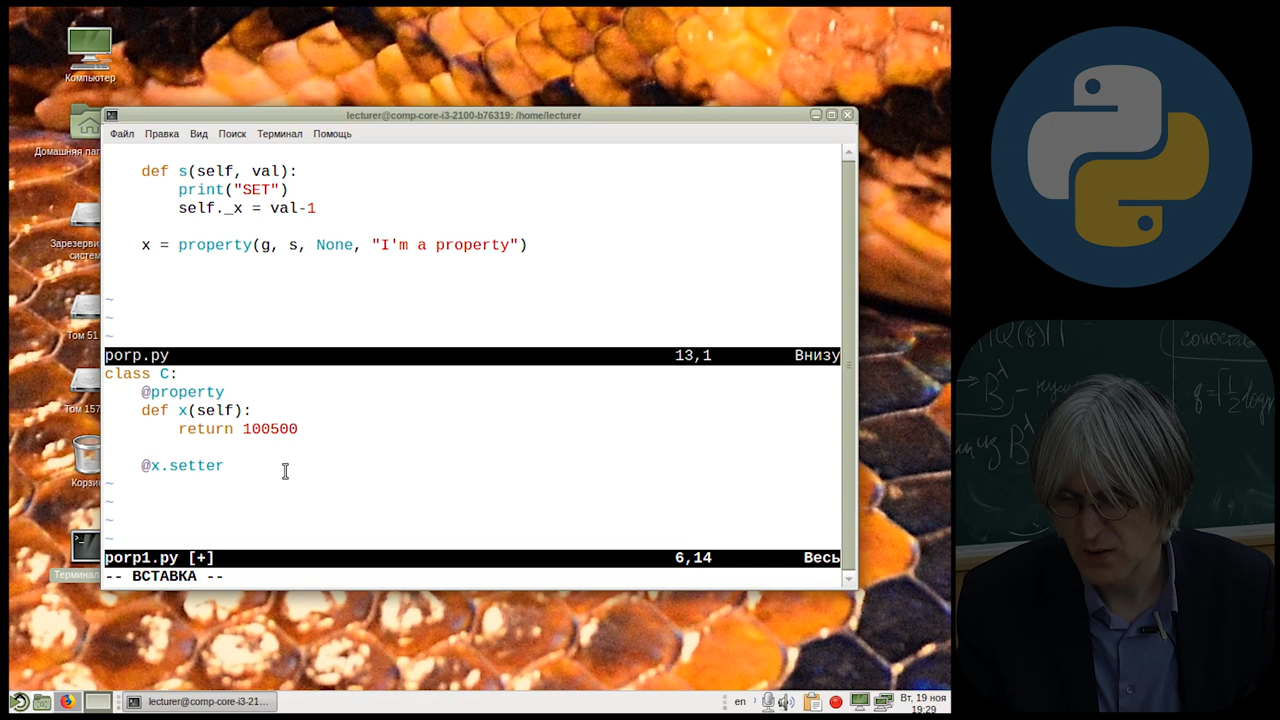 Компьютер
Домашняя пап
Зарезерви
систем
Том 51
Том 157
Корзин
Терминал
lecturer@comp-core-i3-2100-b76319: /home/lecturer
Файл Правка Вид Поиск Терминал Помощь
def s(self, val):
print("SET")
self._x = val-1
x = property(g, s, None, "I'm a property")
~
~
~
porp.py 13,1 Внизу
class C:
@property
def x(self):
return 100500
@x.setter
~
~
~
~
porp1.py [+] 6,14 Весь
-- ВСТАВКА --
lecturer@comp-core-i3-21...
en
Вт, 19 ноя
19:29